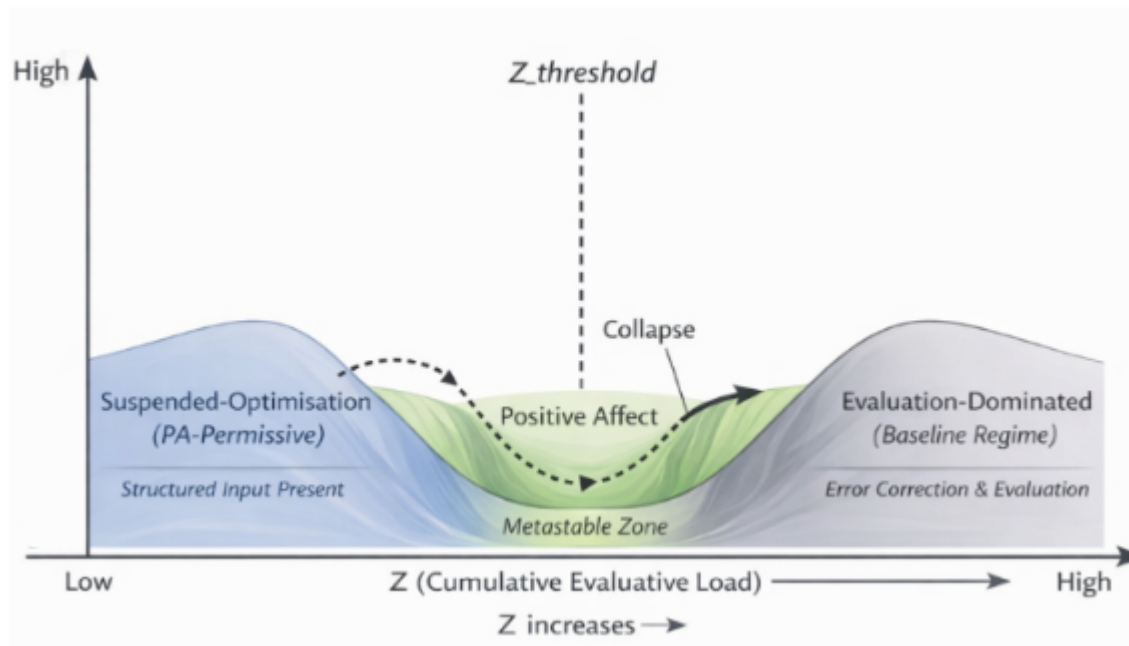 High
Z_threshold
Collapse
Suspended-Optimisation
(PA-Permissive)
Structured Input Present
Positive Affect
Metastable Zone
Evaluation-Dominated
(Baseline Regime)
Error Correction & Evaluation
Low
Z (Cumulative Evaluative Load)
High
Z increases